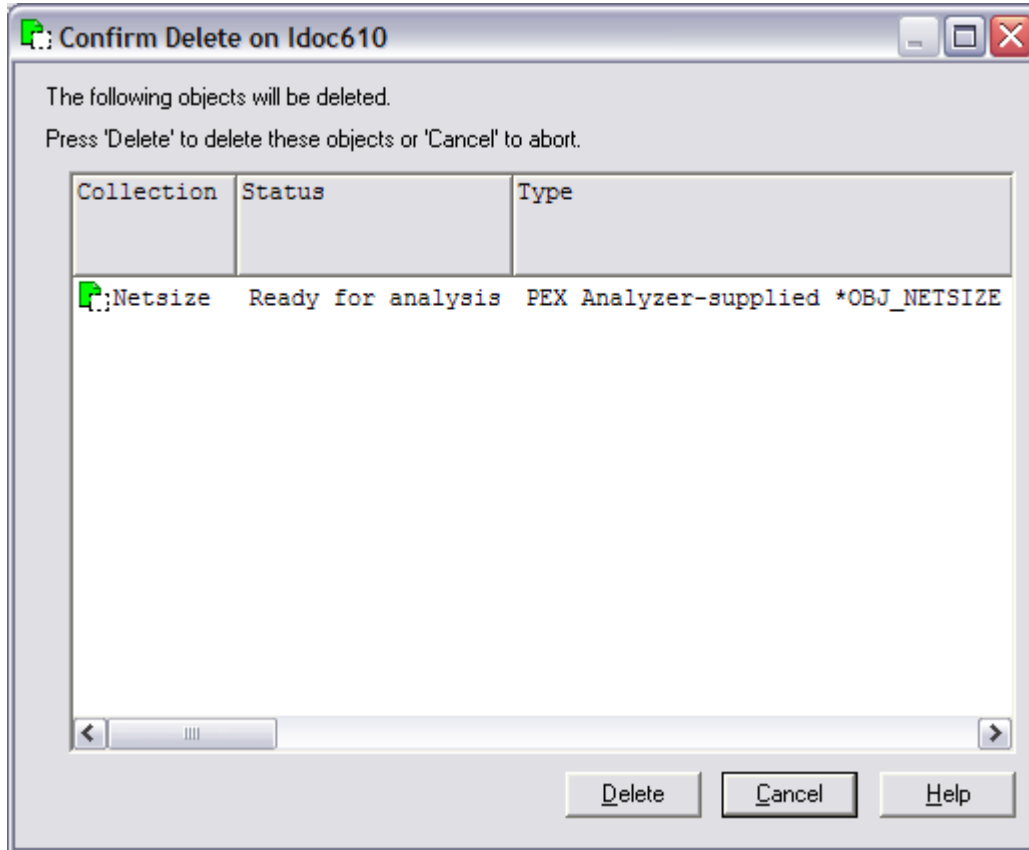 Confirm Delete on Idoc610
The following objects will be deleted.
Press 'Delete' to delete these objects or 'Cancel' to abort.
Collection Status Type
Netsize Ready for analysis PEX Analyzer-supplied *OBJ_NETSIZE
Delete Cancel Help